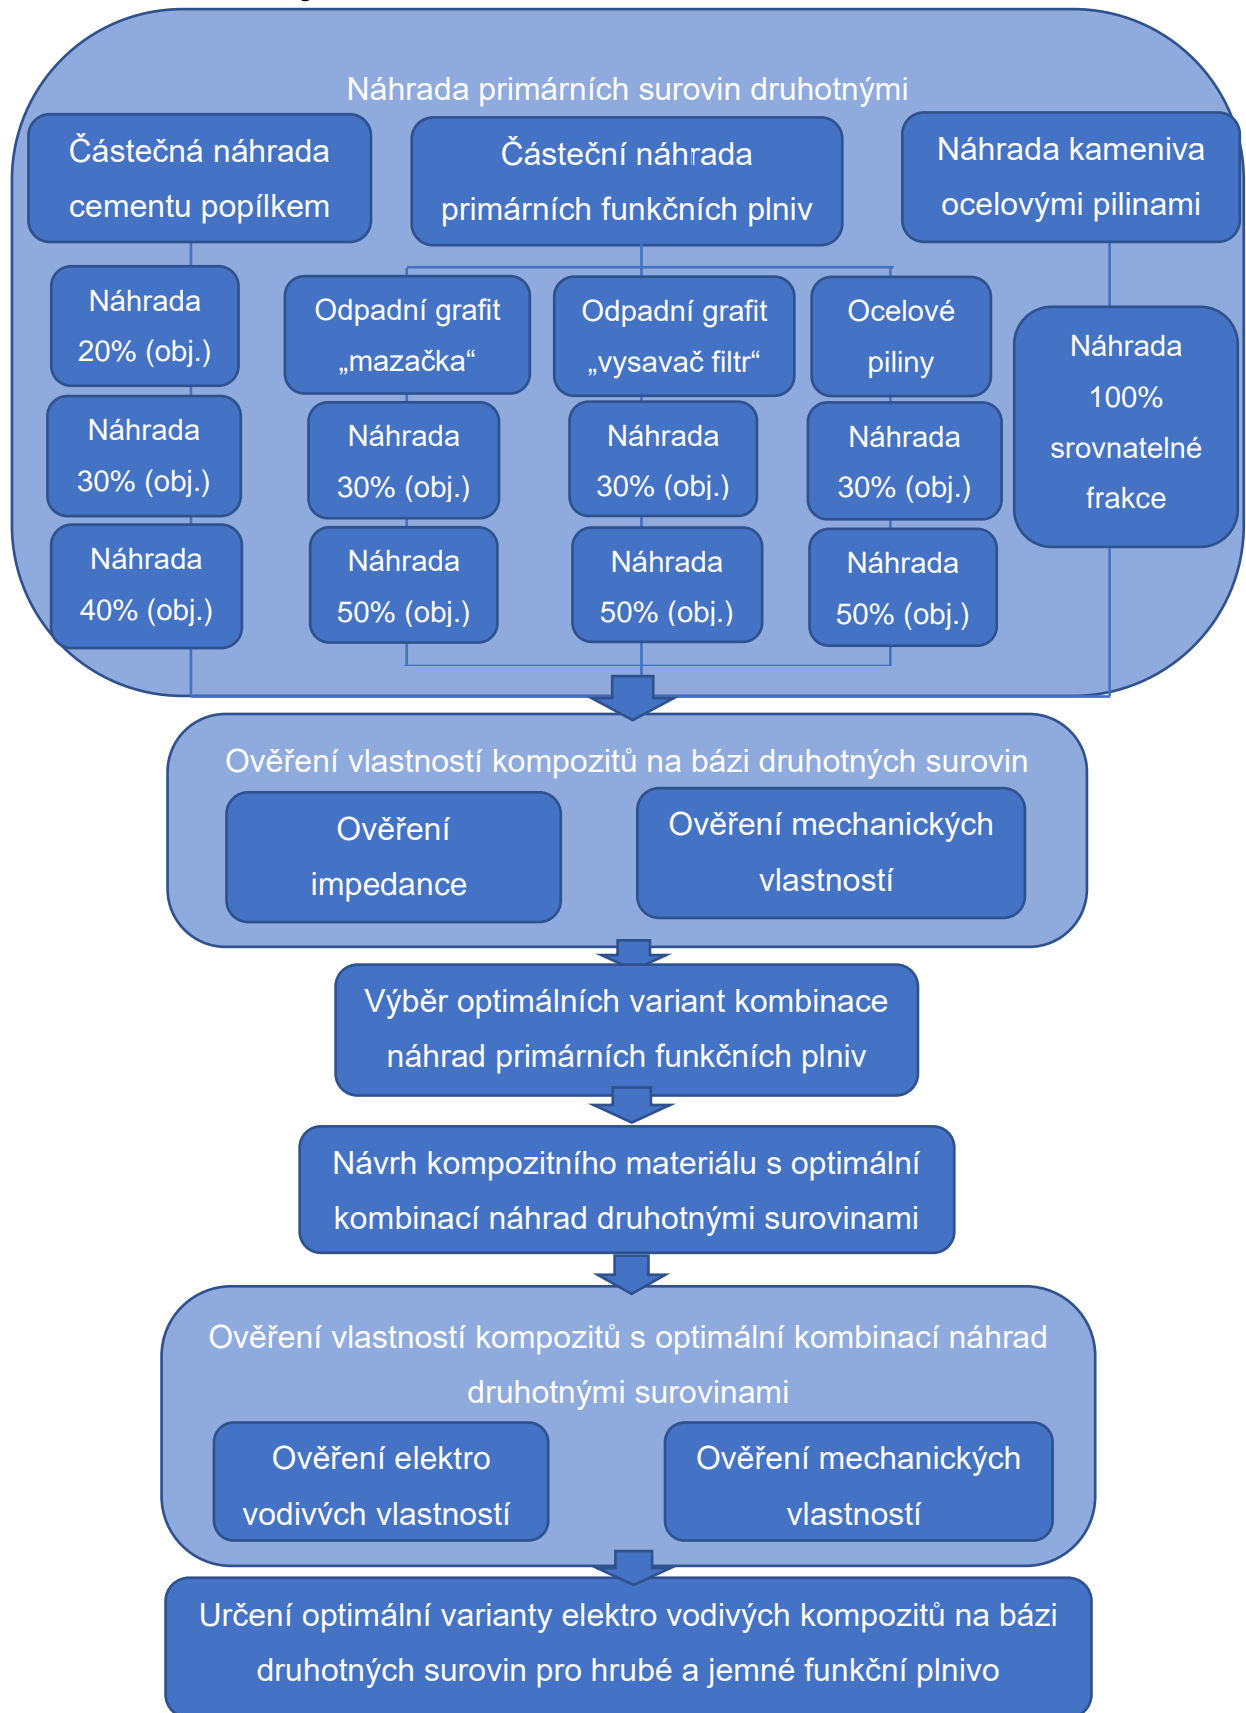 Náhrada primárních surovin druhotnými
Částečná náhrada
cementu popílkem
Částeční náhrada
primárních funkčních plniv
Náhrada kameniva
ocelovými pilinami
Náhrada
20% (obj.)
Náhrada
30% (obj.)
Náhrada
40% (obj.)
Odpadní grafit
„mazačka“
Náhrada
30% (obj.)
Náhrada
50% (obj.)
Odpadní grafit
„vysavač filtr“
Náhrada
30% (obj.)
Náhrada
50% (obj.)
Ocelové
piliny
Náhrada
30% (obj.)
Náhrada
50% (obj.)
Náhrada
100%
srovnatelné
frakce
Ověření vlastností kompozitů na bázi druhotných surovin
Ověření
impedance
Ověření mechanických
vlastností
Výběr optimálních variant kombinace
náhrad primárních funkčních plniv
Návrh kompozitního materiálu s optimální
kombinací náhrad druhotnými surovinami
Ověření vlastností kompozitů s optimální kombinací náhrad
druhotnými surovinami
Ověření elektro
vodivých vlastností
Ověření mechanických
vlastností
Určení optimální varianty elektro vodivých kompozitů na bázi
druhotných surovin pro hrubé a jemné funkční plnivo